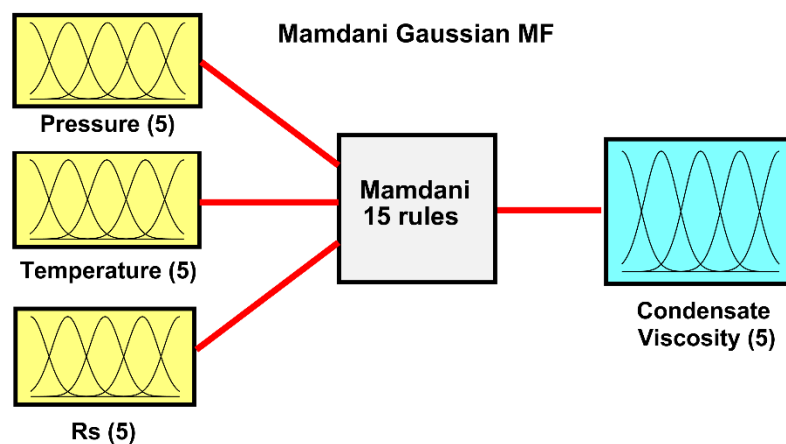 Mamdani Gaussian MF
Pressure (5)
Temperature (5)
Rs (5)
Mamdani
15 rules
Condensate
Viscosity (5)